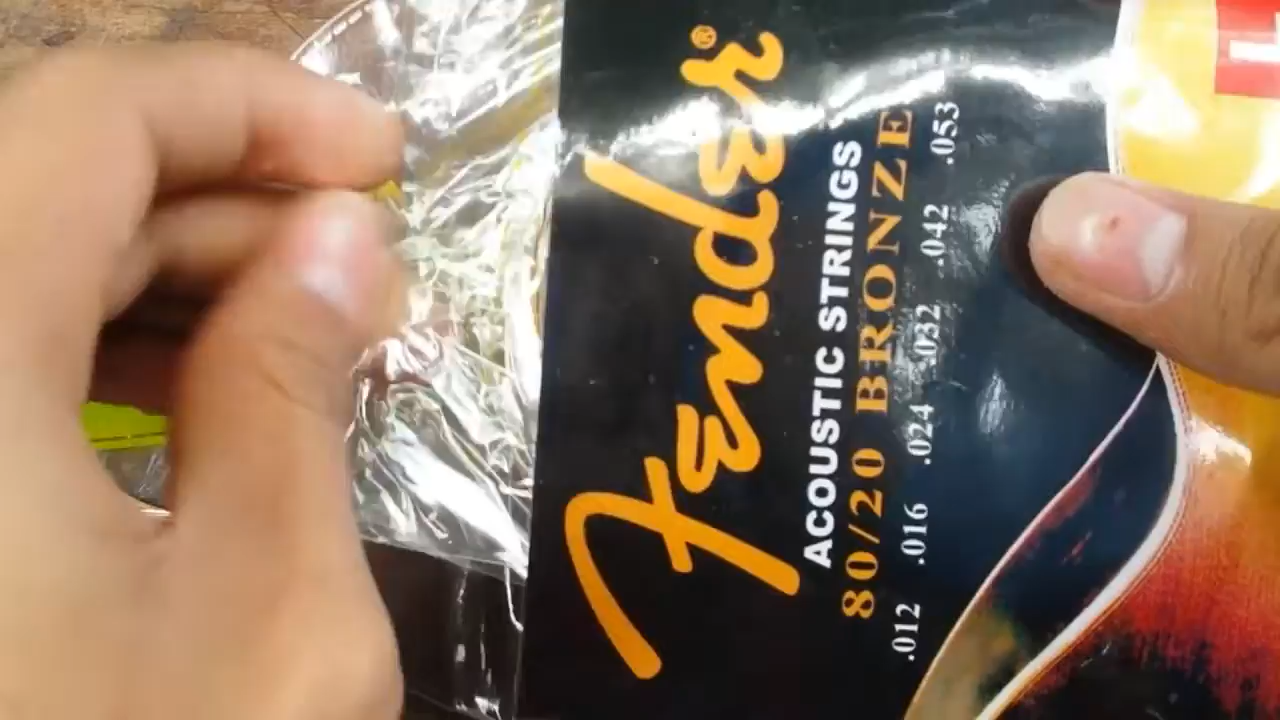 Fender®
ACOUSTIC STRINGS
80/20 BRONZE
.012 .016 .024 .032 .042 .053